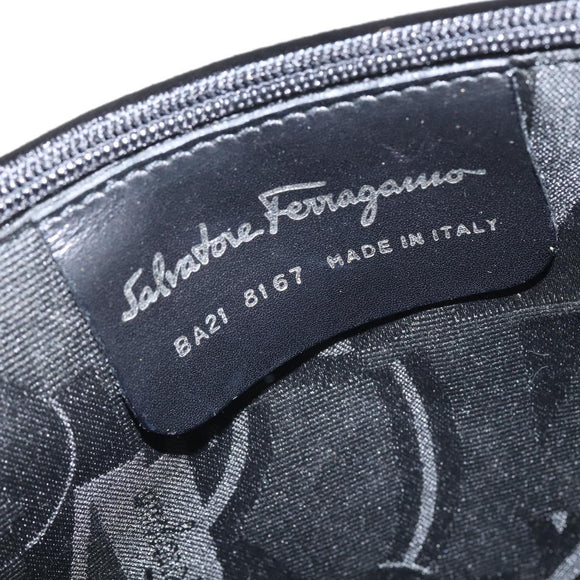 Salvatore Ferragamo
BA21 8167 MADE IN ITALY